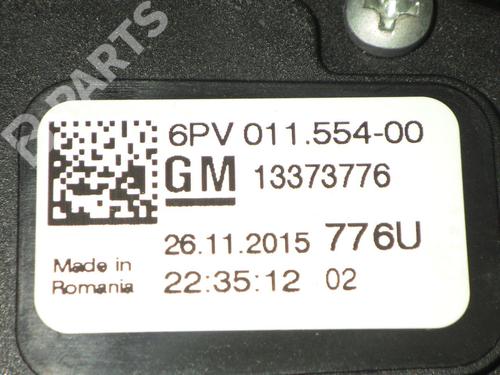 B-PARTS
6PV 011.554-00
GM 13373776
26.11.2015 776U
Made in
Romania
22:35:12 02